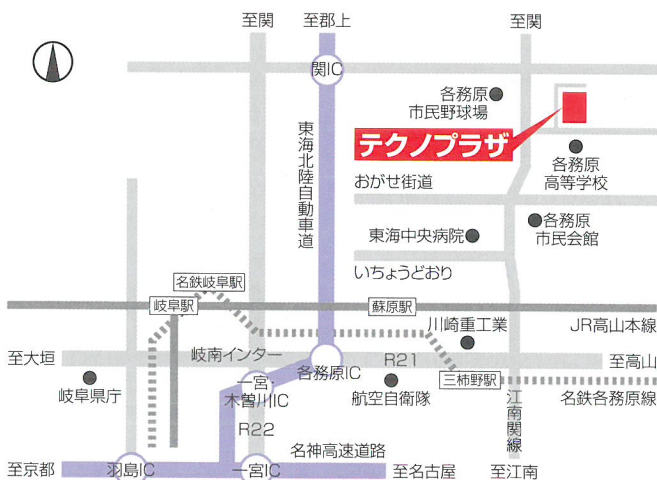 至関
至郡上
至関
関IC
各務原
市民野球場
テクノプラザ
東海北陸自動車道
各務原
高等学校
おがせ街道
各務原
市民会館
東海中央病院
いちょうどおり
名鉄岐阜駅
岐阜駅
蘇原駅
川崎重工業
JR高山本線
至大垣
岐南インター
各務原IC
R21
至高山
岐阜県庁
一宮・
木曽川IC
航空自衛隊
三柿野駅
江南関線
名鉄各務原線
R22
名神高速道路
至京都
羽島IC
一宮IC
至名古屋
至江南